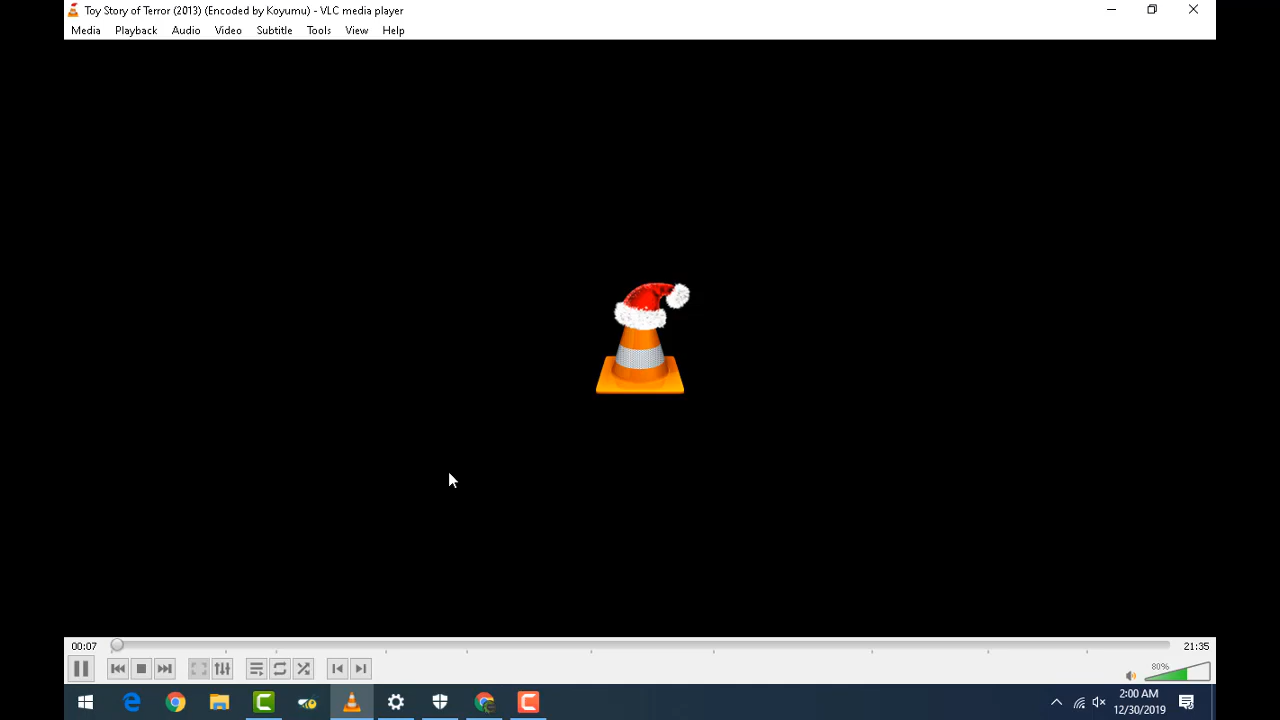 Toy Story of Terror (2013) (Encoded by Koyumu) - VLC media player
Media Playback Audio Video Subtitle Tools View Help
00:07 21:35
80%
2:00 AM
12/30/2019